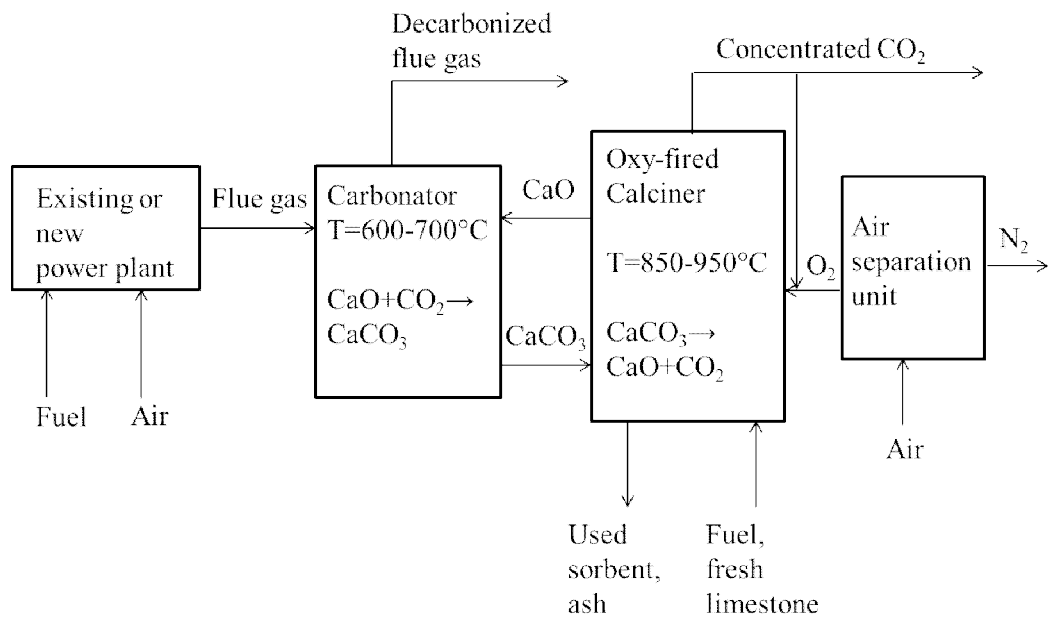 Decarbonized
flue gas
Concentrated CO₂
Existing or
new
power plant
Flue gas
Carbonator
T=600-700°C
CaO+CO₂→
CaCO₃
CaO
CaCO₃
Oxy-fired
Calciner
T=850-950°C
CaCO₃→
CaO+CO₂
O₂
Air
separation
unit
N₂
Fuel
Air
Air
Used
sorbent,
ash
Fuel,
fresh
limestone